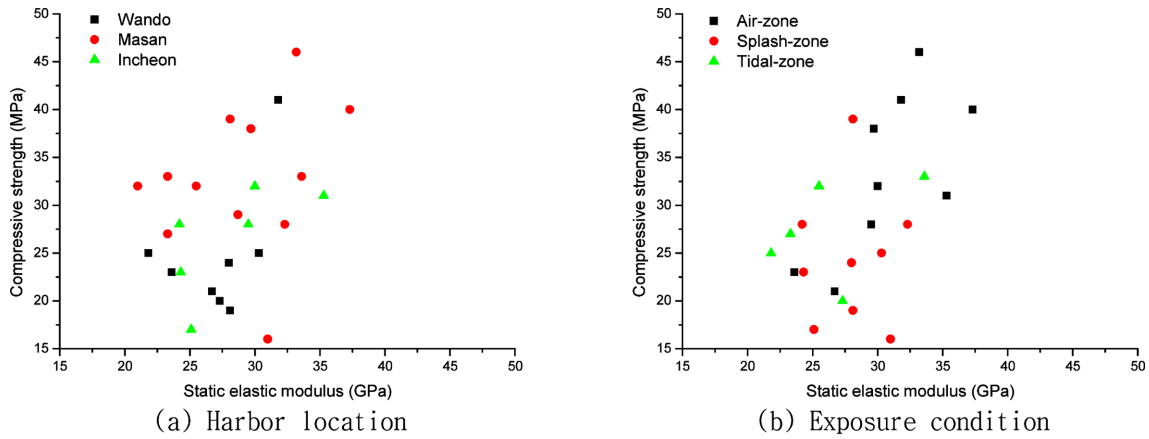 Wando
Masan
Incheon
50
45
40
35
30
25
20
15
Compressive strength (MPa)
15 20 25 30 35 40 45 50
Static elastic modulus (GPa)
(a) Harbor location
Air-zone
Splash-zone
Tidal-zone
50
45
40
35
30
25
20
15
Compressive strength (MPa)
15 20 25 30 35 40 45 50
Static elastic modulus (GPa)
(b) Exposure condition